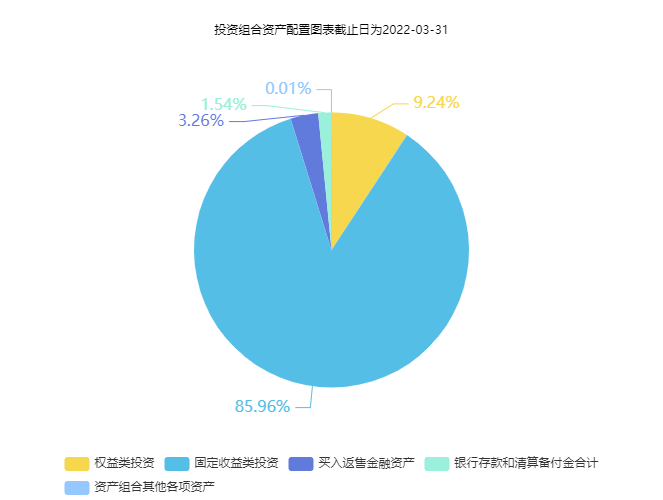 投资组合资产配置图表截止日为2022-03-31
0.01%
9.24%
1.54%
3.26%
85.96%
权益类投资 固定收益类投资 买入返售金融资产 银行存款和清算备付金合计
资产组合其他各项资产